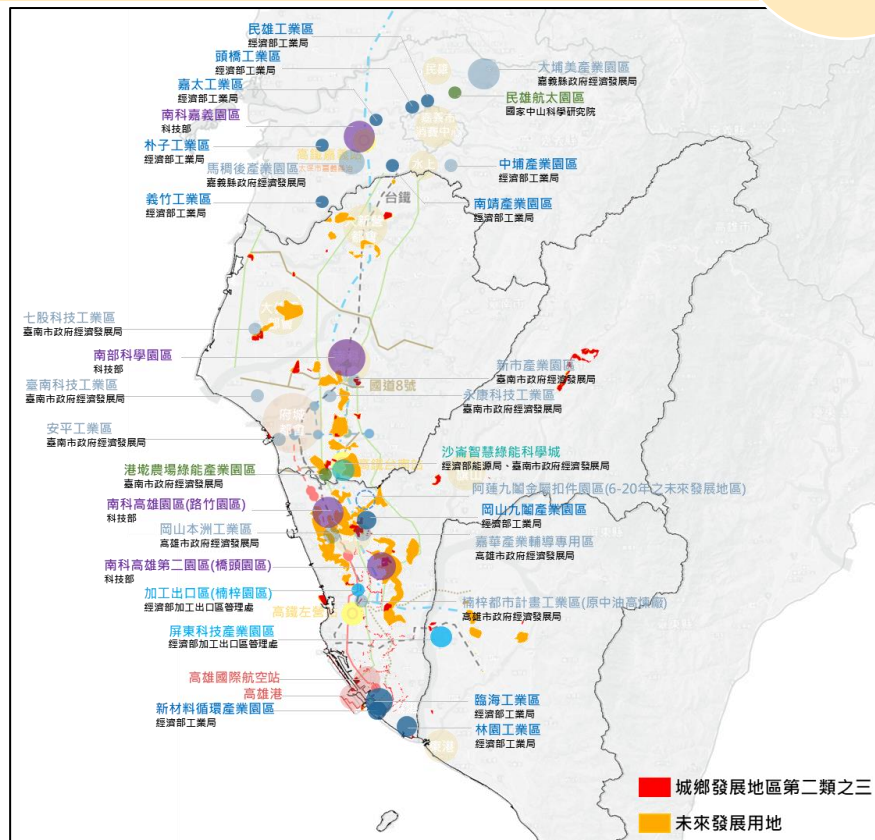 民雄工業區
經濟部工業局
頭橋工業區
經濟部工業局
大埔美產業園區
嘉義縣政府經濟發展局
嘉太工業區
經濟部工業局
民雄
民雄航太園區
國家中山科學研究院
南科嘉義園區
科技部
朴子工業區
經濟部工業局
馬稠後產業園區
嘉義縣政府經濟發展局
水上
中埔產業園區
經濟部工業局
義竹工業區
經濟部工業局
台鐵
南靖產業園區
經濟部工業局
七股科技工業區
臺南市政府經濟發展局
南部科學園區
科技部
新市產業園區
臺南市政府經濟發展局
國道8號
臺南科技工業區
臺南市政府經濟發展局
永康科技工業區
臺南市政府經濟發展局
安平工業區
臺南市政府經濟發展局
沙崙智慧綠能科學城
經濟部能源局、臺南市政府經濟發展局
高鐵台南站
港墘農場綠能產業園區
臺南市政府經濟發展局
阿蓮九鬮金屬扣件園區(6-20年之未來發展地區)
南科高雄園區(路竹園區)
科技部
岡山九鬮產業園區
經濟部工業局
岡山本洲工業區
高雄市政府經濟發展局
嘉華產業輔導專用區
高雄市政府經濟發展局
南科高雄第二園區(橋頭園區)
科技部
加工出口區(楠梓園區)
經濟部加工出口區管理處
楠梓都市計畫工業區(原中油高煉廠)
高雄市政府經濟發展局
高鐵左營
屏東科技產業園區
經濟部加工出口區管理處
高雄國際航空站
高雄港
新材料循環產業園區
經濟部工業局
臨海工業區
經濟部工業局
林園工業區
經濟部工業局
東港
城鄉發展地區第二類之三
未來發展用地